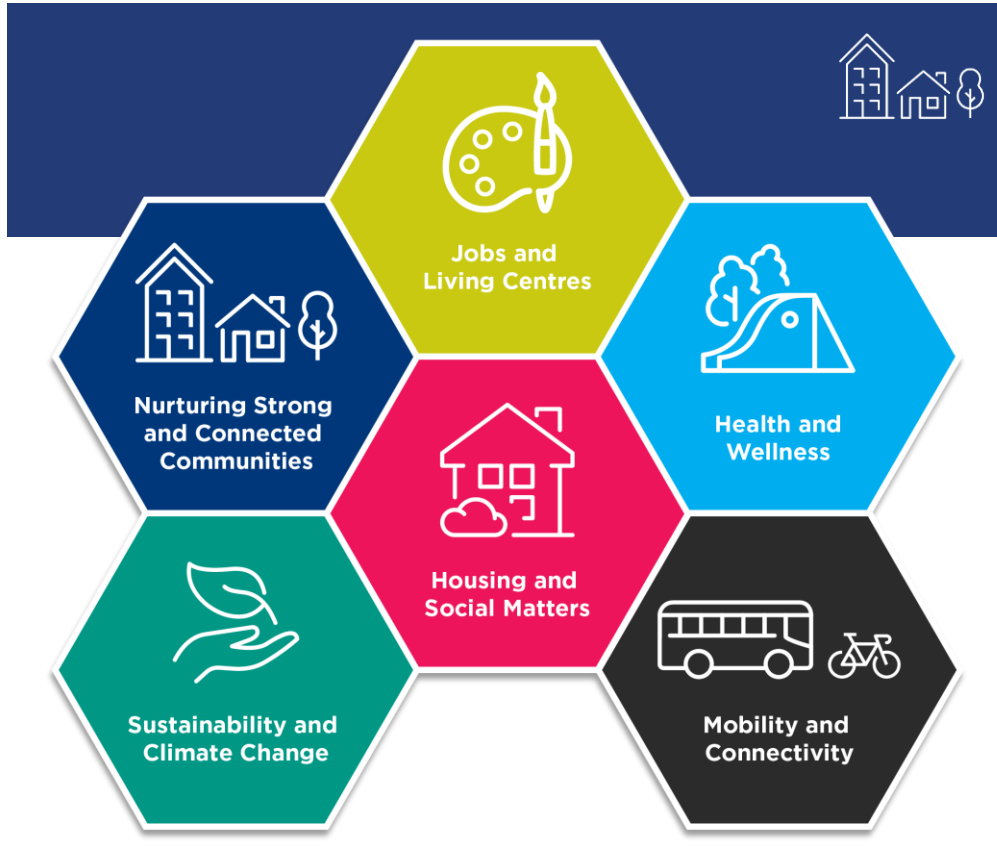 Jobs and
Living Centres
Nurturing Strong
and Connected
Communities
Health and
Wellness
Housing and
Social Matters
Sustainability and
Climate Change
Mobility and
Connectivity